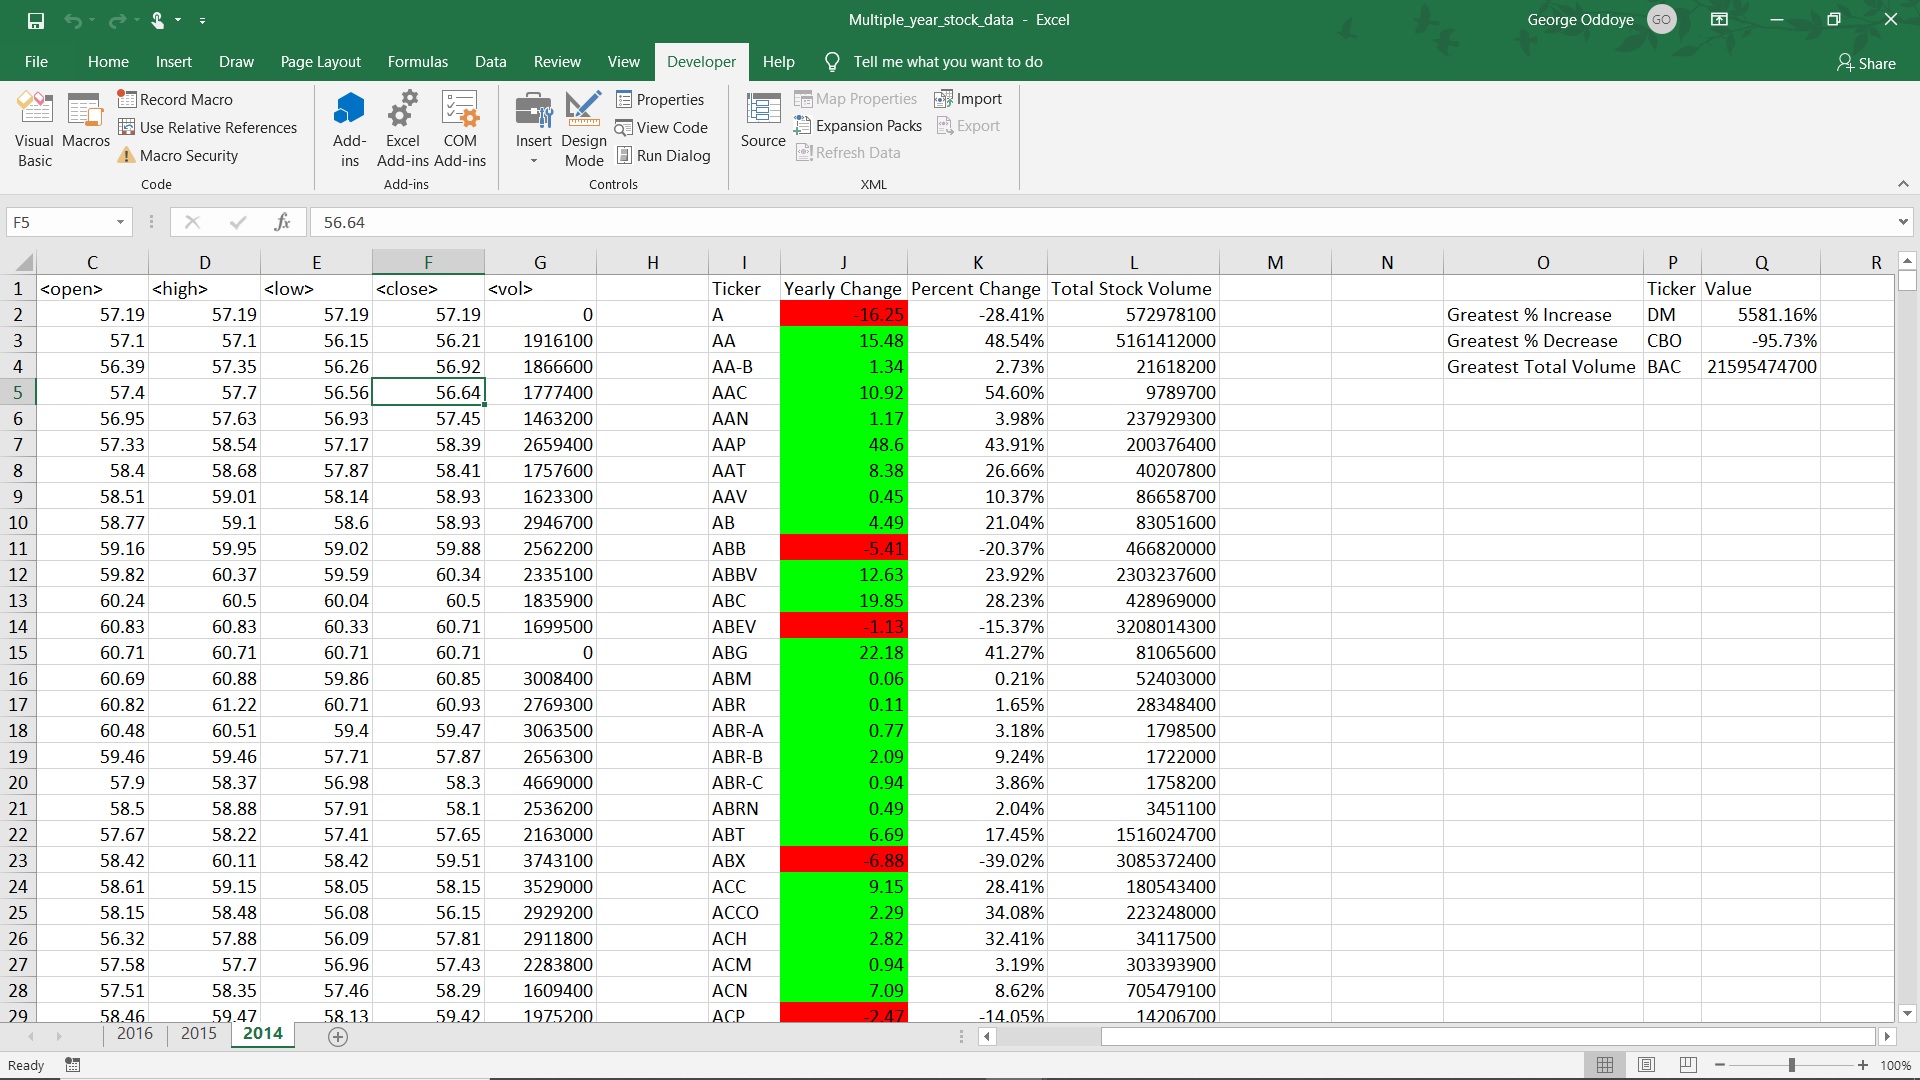 Multiple_year_stock_data - Excel
George Oddoye GO
File Home Insert Draw Page Layout Formulas Data Review View Developer Help Tell me what you want to do Share
Visual Basic
Macros
Record Macro
Use Relative References
Macro Security
Code
Add-ins
Excel Add-ins
COM Add-ins
Add-ins
Insert
Design Mode
Properties
View Code
Run Dialog
Controls
Source
Map Properties
Expansion Packs
Refresh Data
Import
Export
XML
F5 fx 56.64
C D E F G H I J K L M N O P Q R
1 <open> <high> <low> <close> <vol> Ticker Yearly Change Percent Change Total Stock Volume Ticker Value
2 57.19 57.19 57.19 57.19 0 A -16.25 -28.41% 572978100 Greatest % Increase DM 5581.16%
3 57.1 57.1 56.15 56.21 1916100 AA 15.48 48.54% 5161412000 Greatest % Decrease CBO -95.73%
4 56.39 57.35 56.26 56.92 1866600 AA-B 1.34 2.73% 21618200 Greatest Total Volume BAC 21595474700
5 57.4 57.7 56.56 56.64 1777400 AAC 10.92 54.60% 9789700
6 56.95 57.63 56.93 57.45 1463200 AAN 1.17 3.98% 237929300
7 57.33 58.54 57.17 58.39 2659400 AAP 48.6 43.91% 200376400
8 58.4 58.68 57.87 58.41 1757600 AAT 8.38 26.66% 40207800
9 58.51 59.01 58.14 58.93 1623300 AAV 0.45 10.37% 86658700
10 58.77 59.1 58.6 58.93 2946700 AB 4.49 21.04% 83051600
11 59.16 59.95 59.02 59.88 2562200 ABB -5.41 -20.37% 466820000
12 59.82 60.37 59.59 60.34 2335100 ABBV 12.63 23.92% 2303237600
13 60.24 60.5 60.04 60.5 1835900 ABC 19.85 28.23% 428969000
14 60.83 60.83 60.33 60.71 1699500 ABEV -1.13 -15.37% 3208014300
15 60.71 60.71 60.71 60.71 0 ABG 22.18 41.27% 81065600
16 60.69 60.88 59.86 60.85 3008400 ABM 0.06 0.21% 52403000
17 60.82 61.22 60.71 60.93 2769300 ABR 0.11 1.65% 28348400
18 60.48 60.51 59.4 59.47 3063500 ABR-A 0.77 3.18% 1798500
19 59.46 59.46 57.71 57.87 2656300 ABR-B 2.09 9.24% 1722000
20 57.9 58.37 56.98 58.3 4669000 ABR-C 0.94 3.86% 1758200
21 58.5 58.88 57.91 58.1 2536200 ABRN 0.49 2.04% 3451100
22 57.67 58.22 57.41 57.65 2163000 ABT 6.69 17.45% 1516024700
23 58.42 60.11 58.42 59.51 3743100 ABX -6.88 -39.02% 3085372400
24 58.61 59.15 58.05 58.15 3529000 ACC 9.15 28.41% 180543400
25 58.15 58.48 56.08 56.15 2929200 ACCO 2.29 34.08% 223248000
26 56.32 57.88 56.09 57.81 2911800 ACH 2.82 32.41% 34117500
27 57.58 57.7 56.96 57.43 2283800 ACM 0.94 3.19% 303393900
28 57.51 58.35 57.46 58.29 1609400 ACN 7.09 8.62% 705479100
29 58.46 59.47 58.13 59.42 1975200 ACP -2.47 -14.05% 14206700
2016 2015 2014
Ready 100%